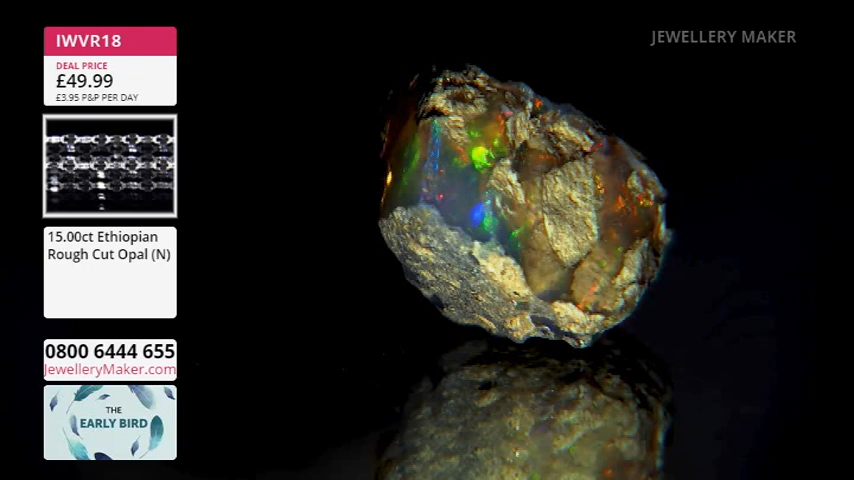 IWVR18
DEAL PRICE
£49.99
£3.95 P&P PER DAY
15.00ct Ethiopian
Rough Cut Opal (N)
0800 6444 655
JewelleryMaker.com
THE
EARLY BIRD
JEWELLERY MAKER